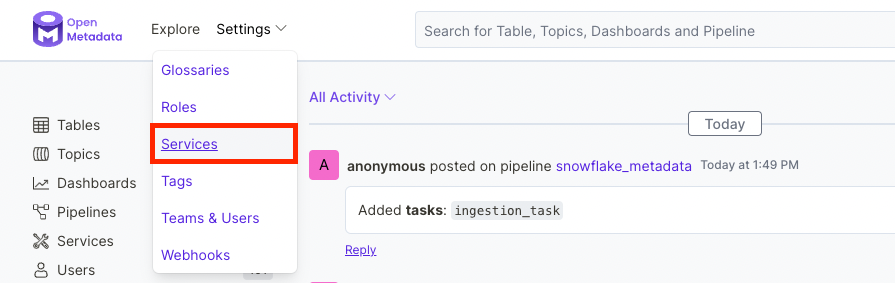 Open
Metadata
Explore
Settings
Search for Table, Topics, Dashboards and Pipeline
Glossaries
Roles
Services
Tags
Teams & Users
Webhooks
Tables
Topics
Dashboards
Pipelines
Services
Users
All Activity
Today
A
anonymous posted on pipeline snowflake_metadata Today at 1:49 PM
Added tasks: ingestion_task
Reply